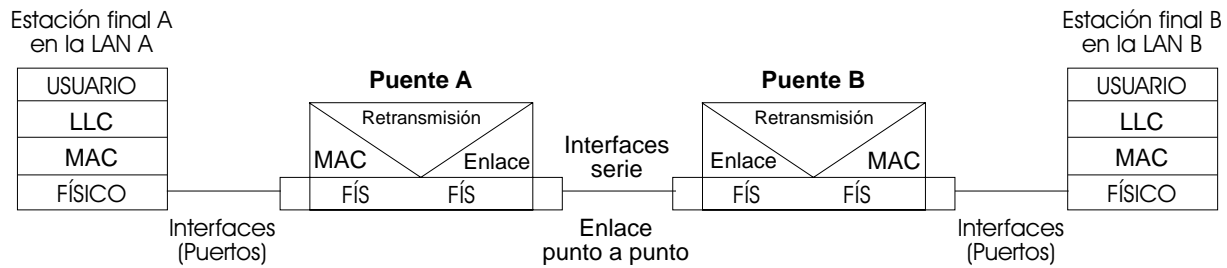 Estación final A
en la LAN A
USUARIO
LLC
MAC
FÍSICO
Interfaces
(Puertos)
Puente A
Retransmisión
MAC
Enlace
FÍS
FÍS
Interfaces
serie
Enlace
punto a punto
Puente B
Retransmisión
Enlace
MAC
FÍS
FÍS
Interfaces
(Puertos)
Estación final B
en la LAN B
USUARIO
LLC
MAC
FÍSICO